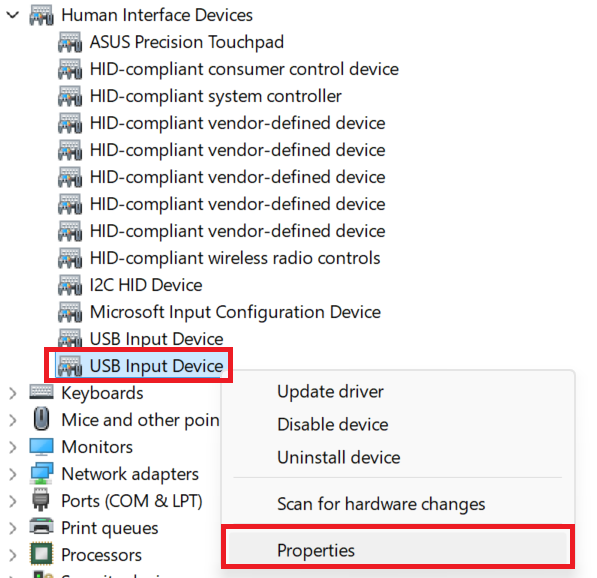 Human Interface Devices
ASUS Precision Touchpad
HID-compliant consumer control device
HID-compliant system controller
HID-compliant vendor-defined device
HID-compliant vendor-defined device
HID-compliant vendor-defined device
HID-compliant vendor-defined device
HID-compliant vendor-defined device
HID-compliant wireless radio controls
I2C HID Device
Microsoft Input Configuration Device
USB Input Device
USB Input Device
Keyboards
Mice and other poin
Monitors
Network adapters
Ports (COM & LPT)
Print queues
Processors
Update driver
Disable device
Uninstall device
Scan for hardware changes
Properties